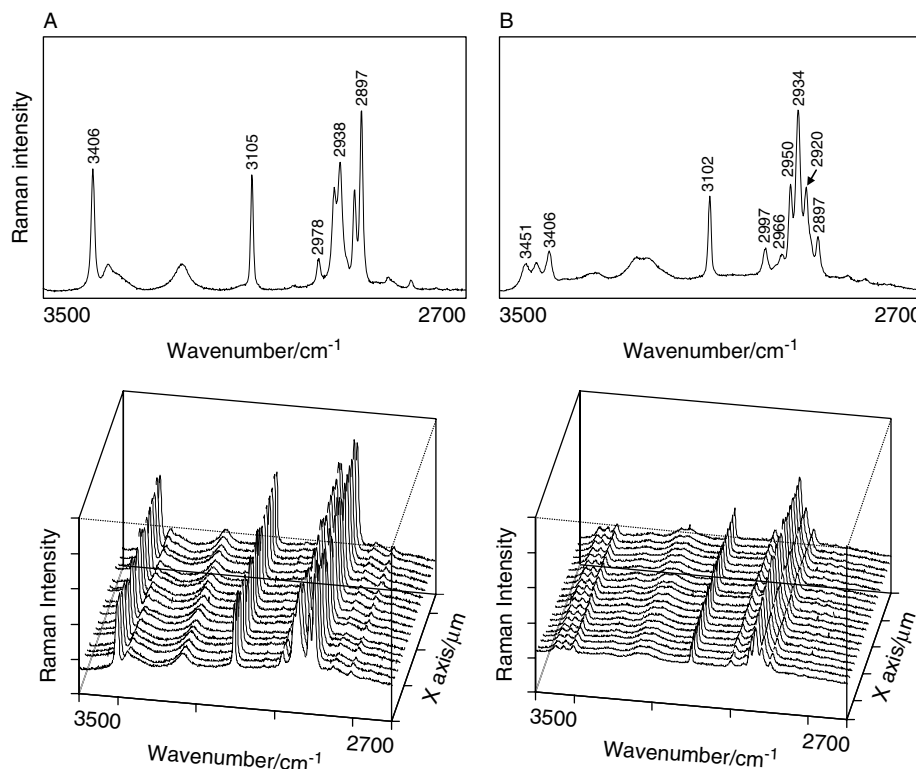 A
Raman intensity
3406
3105
2978
2938
2897
3500
2700
Wavenumber/cm-1
B
3451
3406
3102
2997
2966
2950
2934
2920
2897
3500
2700
Wavenumber/cm-1
Raman Intensity
3500
2700
Wavenumber/cm-1
X axis/μm
Raman Intensity
3500
2700
Wavenumber/cm-1
X axis/μm